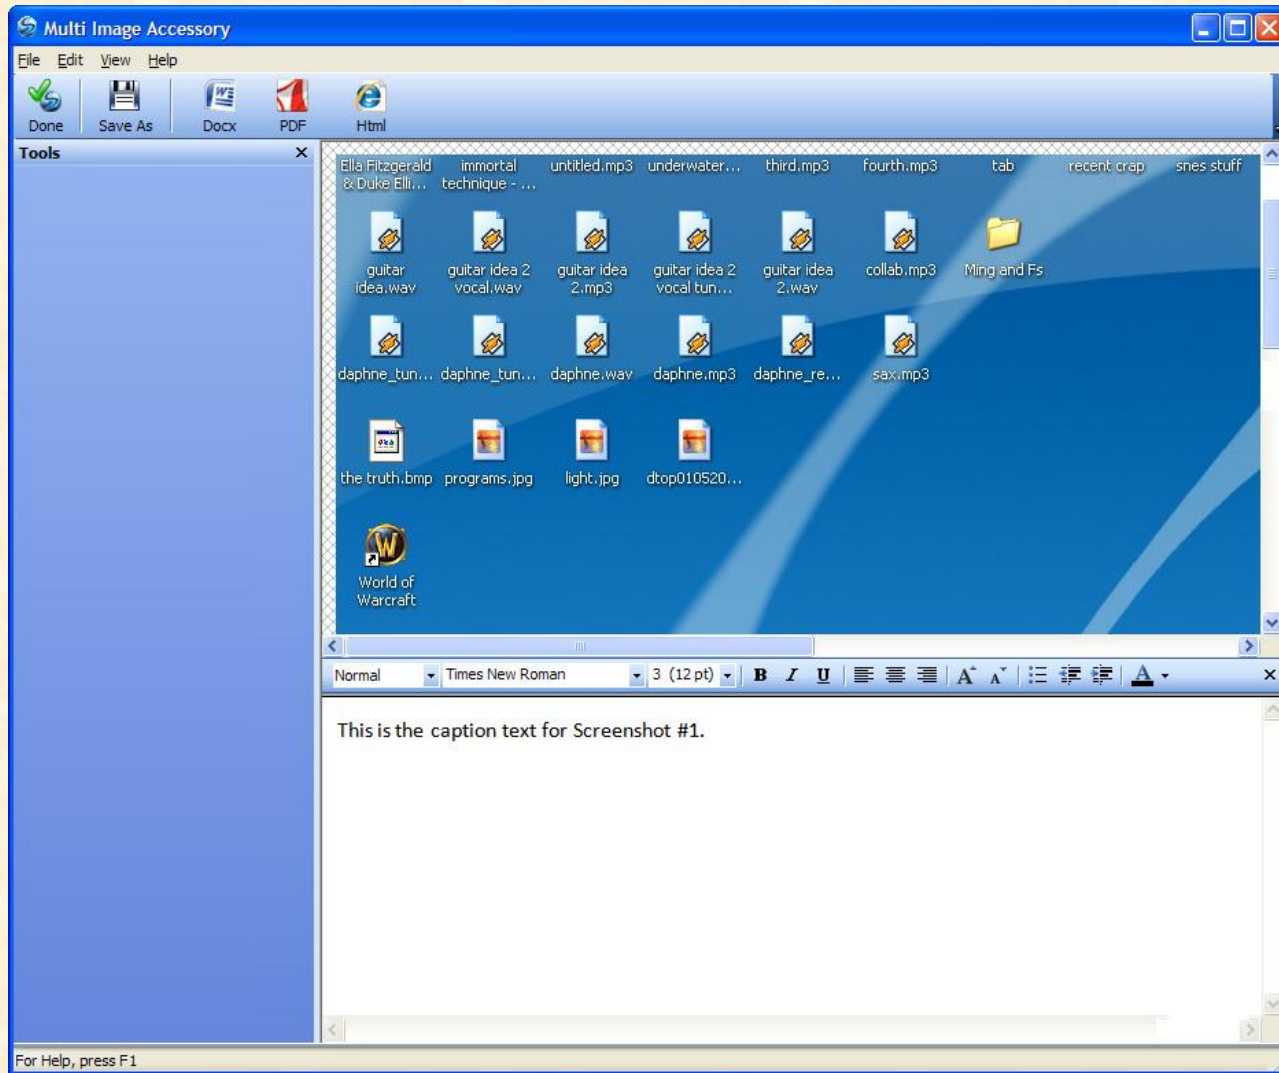 Multi Image Accessory
File Edit View Help
Done Save As Docx PDF Html
Tools
Ella Fitzgerald immortal untitled.mp3 underwater... third.mp3 fourth.mp3 tab recent crap snes stuff
& Duke Elli... technique - ...
guitar guitar idea 2 guitar idea guitar idea 2 guitar idea collab.mp3 Ming and Fs
idea.wav vocal.wav 2.mp3 vocal tun... 2.wav
daphne_tun... daphne_tun... daphne.wav daphne.mp3 daphne_re... sax.mp3
the truth.bmp programs.jpg light.jpg dtop010520...
World of
Warcraft
Normal Times New Roman 3 (12 pt) B I U A A A
This is the caption text for Screenshot #1.
For Help, press F1